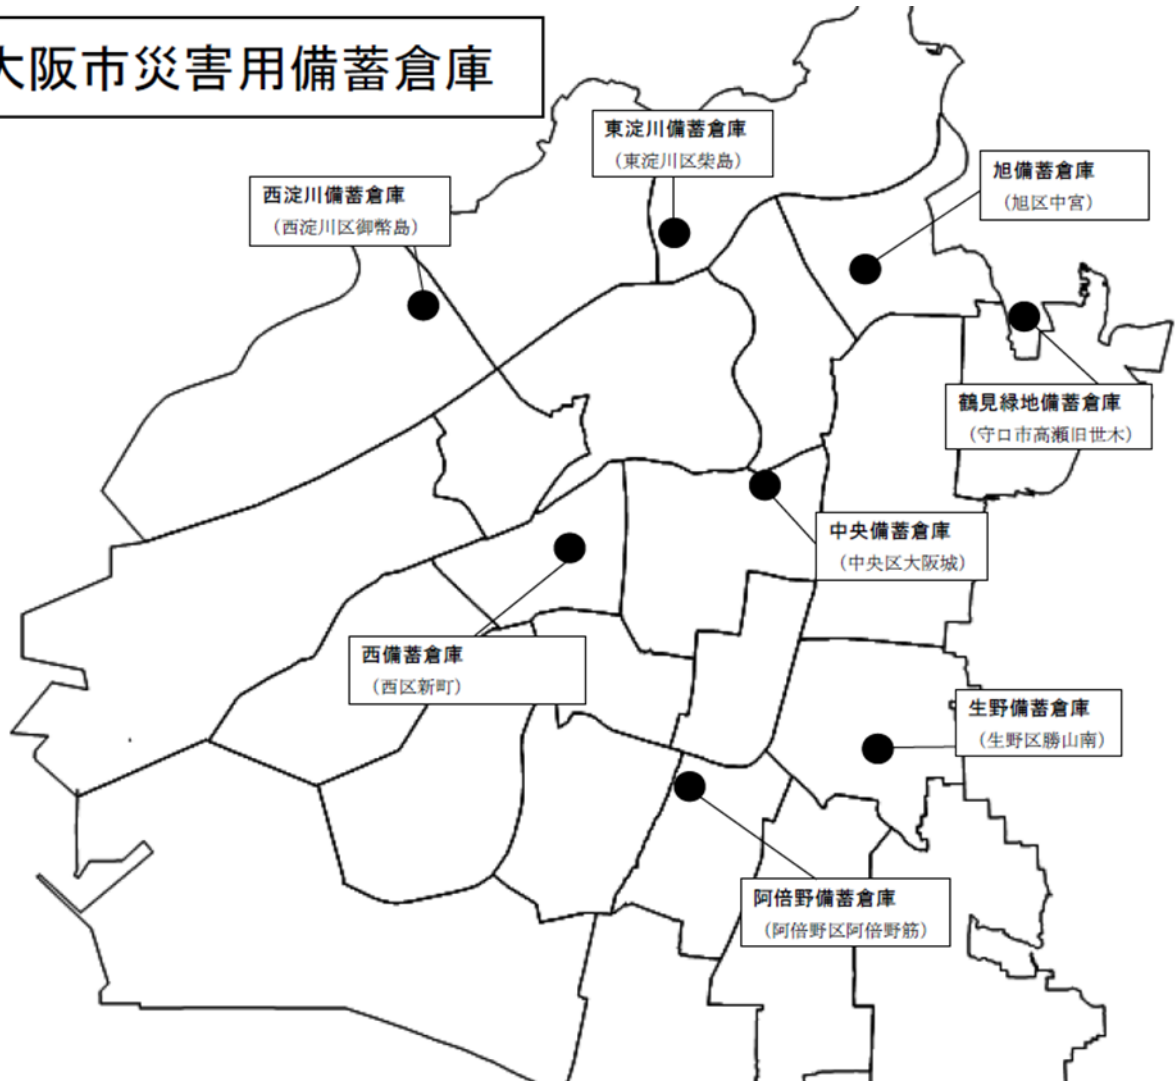 大阪市災害用備蓄倉庫
東淀川備蓄倉庫
（東淀川区柴島）
旭備蓄倉庫
（旭区中宮）
西淀川備蓄倉庫
（西淀川区御幣島）
鶴見緑地備蓄倉庫
（守口市高瀬旧世木）
中央備蓄倉庫
（中央区大阪城）
西備蓄倉庫
（西区新町）
生野備蓄倉庫
（生野区勝山南）
阿倍野備蓄倉庫
（阿倍野区阿倍野筋）